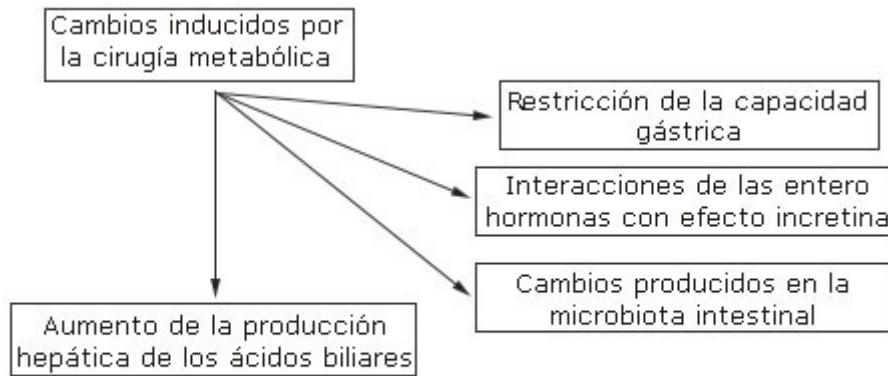 Cambios inducidos por
la cirugía metabólica
Restricción de la capacidad
gástrica
Interacciones de las entero
hormonas con efecto incretina
Cambios producidos en la
microbiota intestinal
Aumento de la producción
hepática de los ácidos biliares